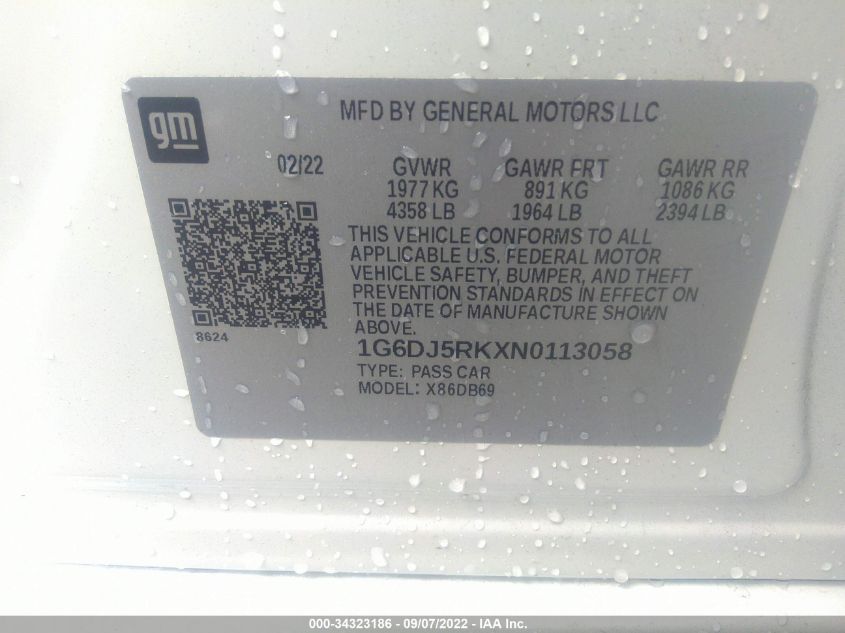 gm
MFD BY GENERAL MOTORS LLC
02/22 GVWR GAWR FRT GAWR RR
1977 KG 891 KG 1086 KG
4358 LB 1964 LB 2394 LB
THIS VEHICLE CONFORMS TO ALL
APPLICABLE U.S. FEDERAL MOTOR
VEHICLE SAFETY, BUMPER, AND THEFT
PREVENTION STANDARDS IN EFFECT ON
THE DATE OF MANUFACTURE SHOWN
ABOVE.
8624
1G6DJ5RKXN0113058
TYPE: PASS CAR
MODEL: X86DB69
000-34323186 - 09/07/2022 - IAA Inc.